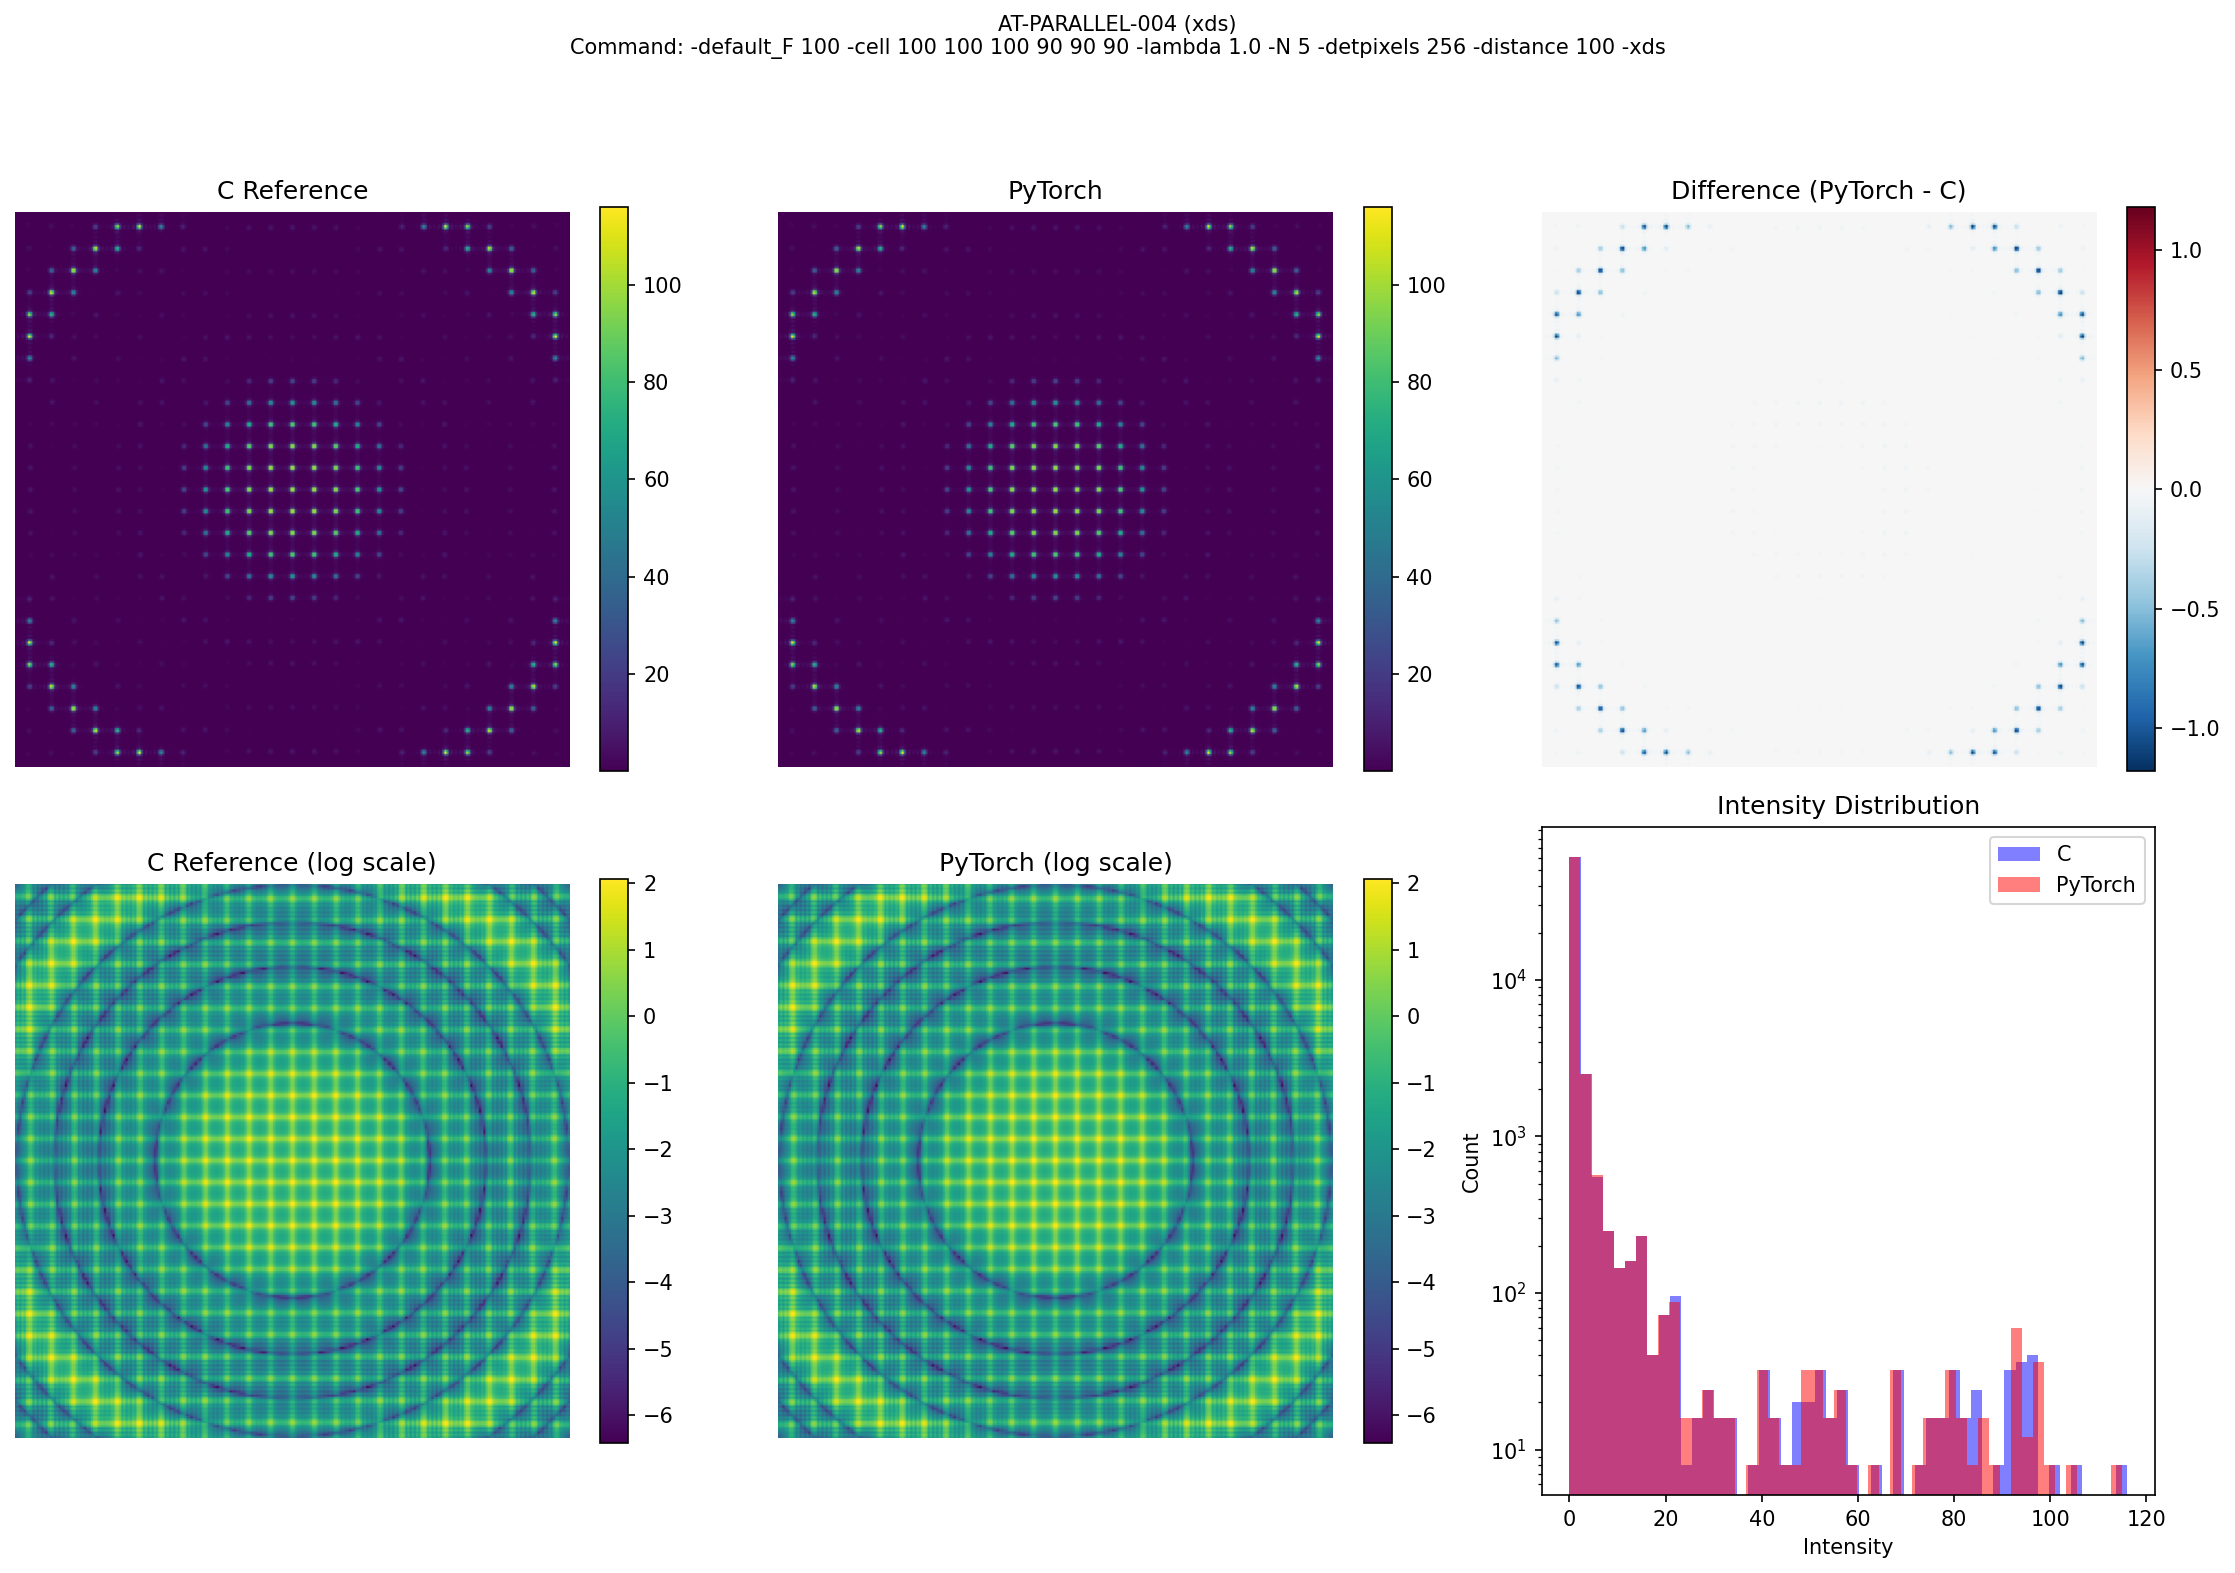 AT-PARALLEL-004 (xds)
Command: -default_F 100 -cell 100 100 100 90 90 90 -lambda 1.0 -N 5 -detpixels 256 -distance 100 -xds
C Reference
100
80
60
40
20
PyTorch
100
80
60
40
20
Difference (PyTorch - C)
1.0
0.5
0.0
−0.5
−1.0
C Reference (log scale)
2
1
0
−1
−2
−3
−4
−5
−6
PyTorch (log scale)
2
1
0
−1
−2
−3
−4
−5
−6
Intensity Distribution
C
PyTorch
Count
10⁴
10³
10²
10¹
0 20 40 60 80 100 120
Intensity